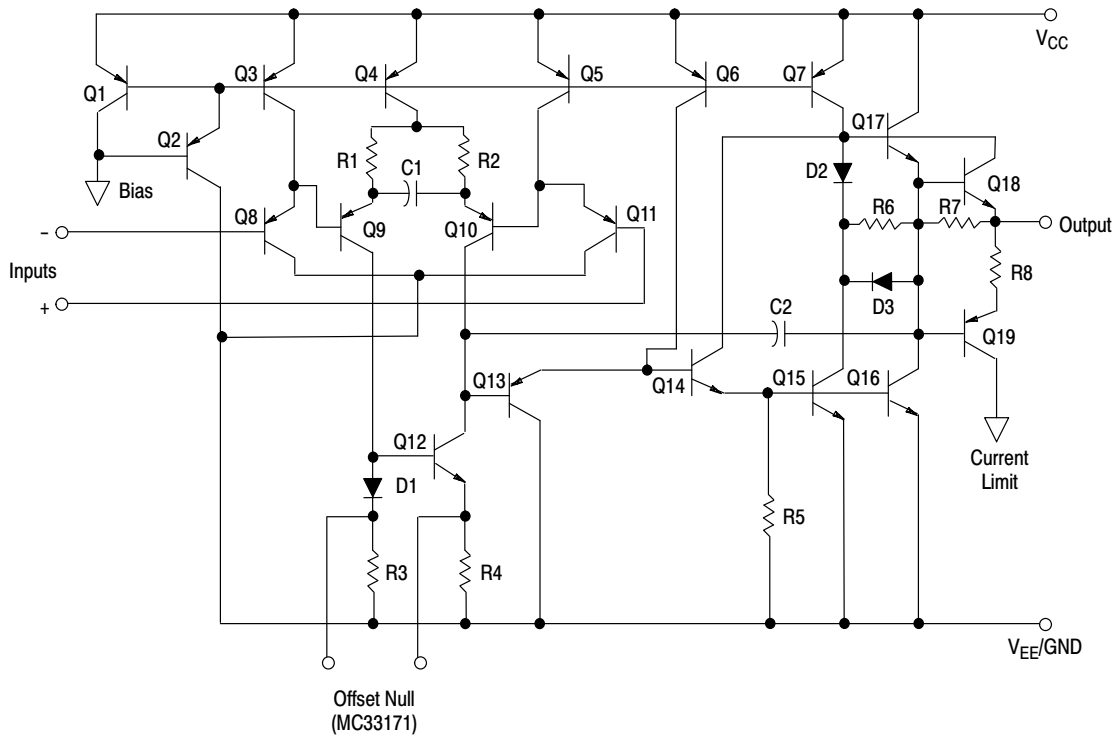 V_CC
Q1
Q2
Q3
Q4
Q5
Q6
Q7
Q17
Bias
R1
C1
R2
D2
Q18
Q8
Q9
Q10
Q11
R6
R7
Output
−
Inputs
+
D3
R8
C2
Q19
Q13
Q14
Q15
Q16
Q12
D1
Current
Limit
R3
R4
R5
V_EE/GND
Offset Null
(MC33171)